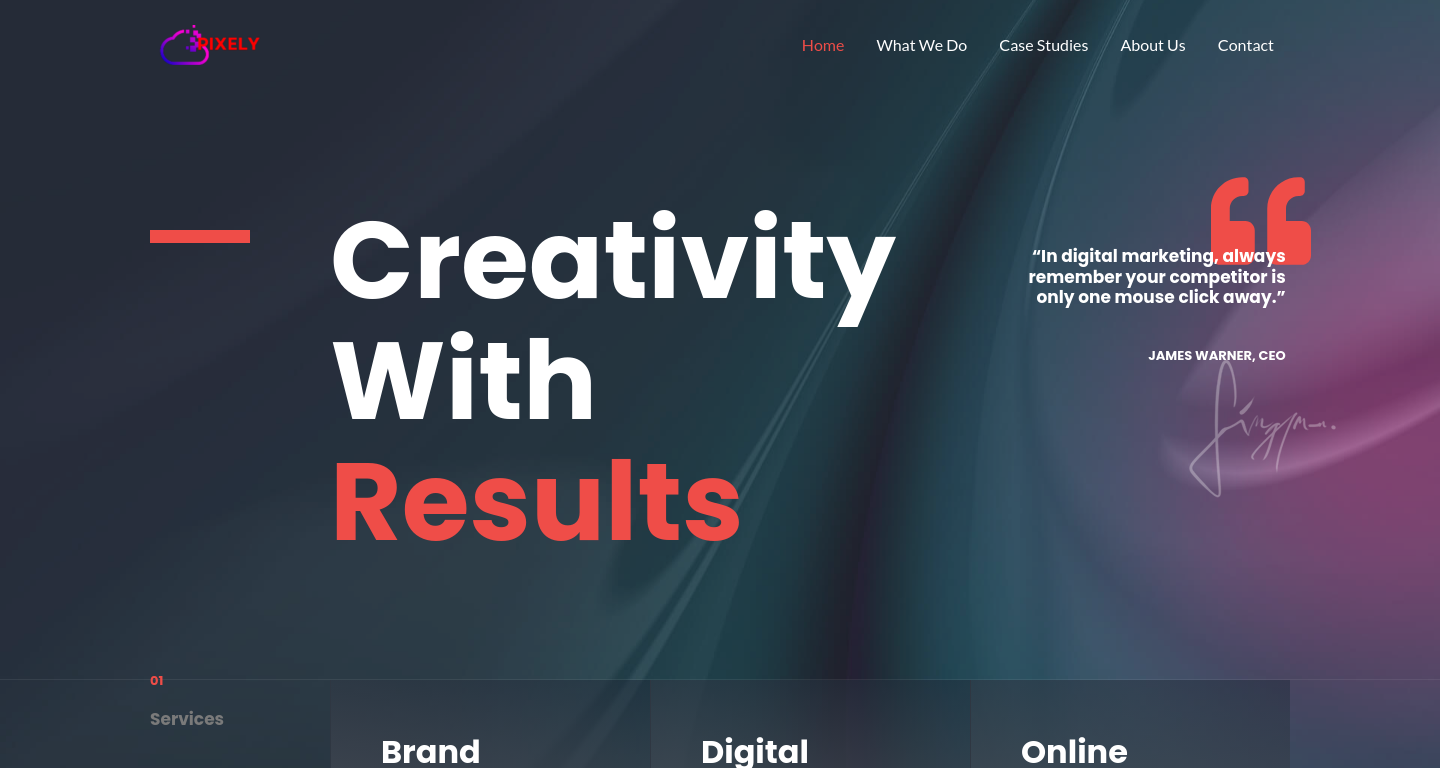 PIXELY
Home What We Do Case Studies About Us Contact
Creativity
With
Results
“In digital marketing, always
remember your competitor is
only one mouse click away.”
JAMES WARNER, CEO
01
Services
Brand
Digital
Online